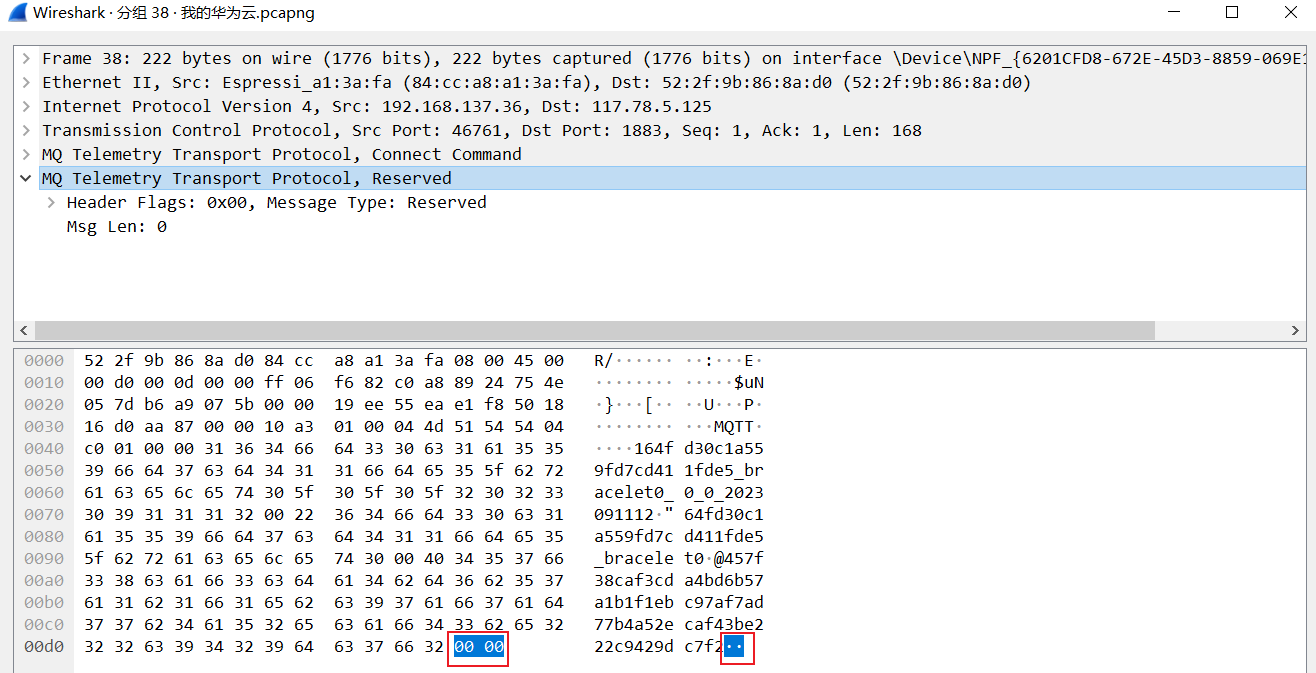 Wireshark · 分组 38 · 我的华为云.pcapng
Frame 38: 222 bytes on wire (1776 bits), 222 bytes captured (1776 bits) on interface \Device\NPF_{6201CFD8-672E-45D3-8859-069E1
Ethernet II, Src: Espressi_a1:3a:fa (84:cc:a8:a1:3a:fa), Dst: 52:2f:9b:86:8a:d0 (52:2f:9b:86:8a:d0)
Internet Protocol Version 4, Src: 192.168.137.36, Dst: 117.78.5.125
Transmission Control Protocol, Src Port: 46761, Dst Port: 1883, Seq: 1, Ack: 1, Len: 168
MQ Telemetry Transport Protocol, Connect Command
MQ Telemetry Transport Protocol, Reserved
Header Flags: 0x00, Message Type: Reserved
Msg Len: 0
0000 52 2f 9b 86 8a d0 84 cc a8 a1 3a fa 08 00 45 00 R/······ ··:···E·
0010 00 d0 00 0d 00 00 ff 06 f6 82 c0 a8 89 24 75 4e ········ ·····$uN
0020 05 7d b6 a9 07 5b 00 00 19 ee 55 ea e1 f8 50 18 ·}···[·· ··U···P·
0030 16 d0 aa 87 00 00 10 a3 01 00 04 4d 51 54 54 04 ········ ···MQTT·
0040 c0 01 00 00 31 36 34 66 64 33 30 63 31 61 35 35 ····164f d30c1a55
0050 39 66 64 37 63 64 34 31 31 66 64 65 35 5f 62 72 9fd7cd41 1fde5_br
0060 61 63 65 6c 65 74 30 5f 30 5f 30 5f 32 30 32 33 acelet0_ 0_0_2023
0070 30 39 31 31 31 32 00 22 36 34 66 64 33 30 63 31 091112·" 64fd30c1
0080 61 35 35 39 66 64 37 63 64 34 31 31 66 64 65 35 a559fd7c d411fde5
0090 5f 62 72 61 63 65 6c 65 74 30 00 40 34 35 37 66 _bracele t0·@457f
00a0 33 38 63 61 66 33 63 64 61 34 62 64 36 62 35 37 38caf3cd a4bd6b57
00b0 61 31 62 31 66 31 65 62 63 39 37 61 66 37 61 64 a1b1f1eb c97af7ad
00c0 37 37 62 34 61 35 32 65 63 61 66 34 33 62 65 32 77b4a52e caf43be2
00d0 32 32 63 39 34 32 39 64 63 37 66 32 00 00 22c9429d c7f2··